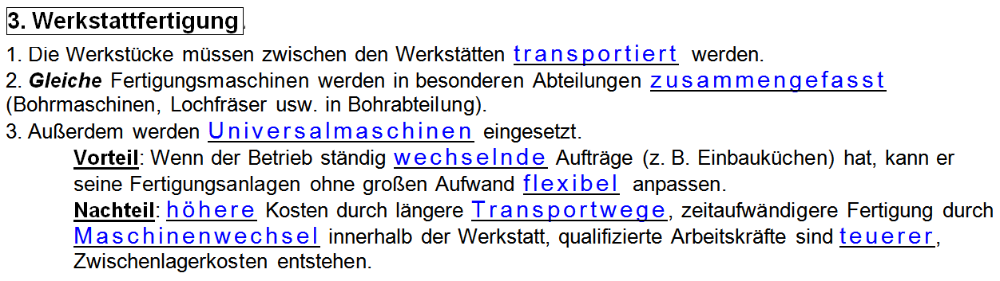 3. Werkstattfertigung
1. Die Werkstücke müssen zwischen den Werkstätten transportiert werden.
2. Gleiche Fertigungsmaschinen werden in besonderen Abteilungen zusammengefasst
(Bohrmaschinen, Lochfräser usw. in Bohrabteilung).
3. Außerdem werden Universalmaschinen eingesetzt.
Vorteil: Wenn der Betrieb ständig wechselnde Aufträge (z. B. Einbauküchen) hat, kann er
seine Fertigungsanlagen ohne großen Aufwand flexibel anpassen.
Nachteil: höhere Kosten durch längere Transportwege, zeitaufwändigere Fertigung durch
Maschinenwechsel innerhalb der Werkstatt, qualifizierte Arbeitskräfte sind teuerer,
Zwischenlagerkosten entstehen.